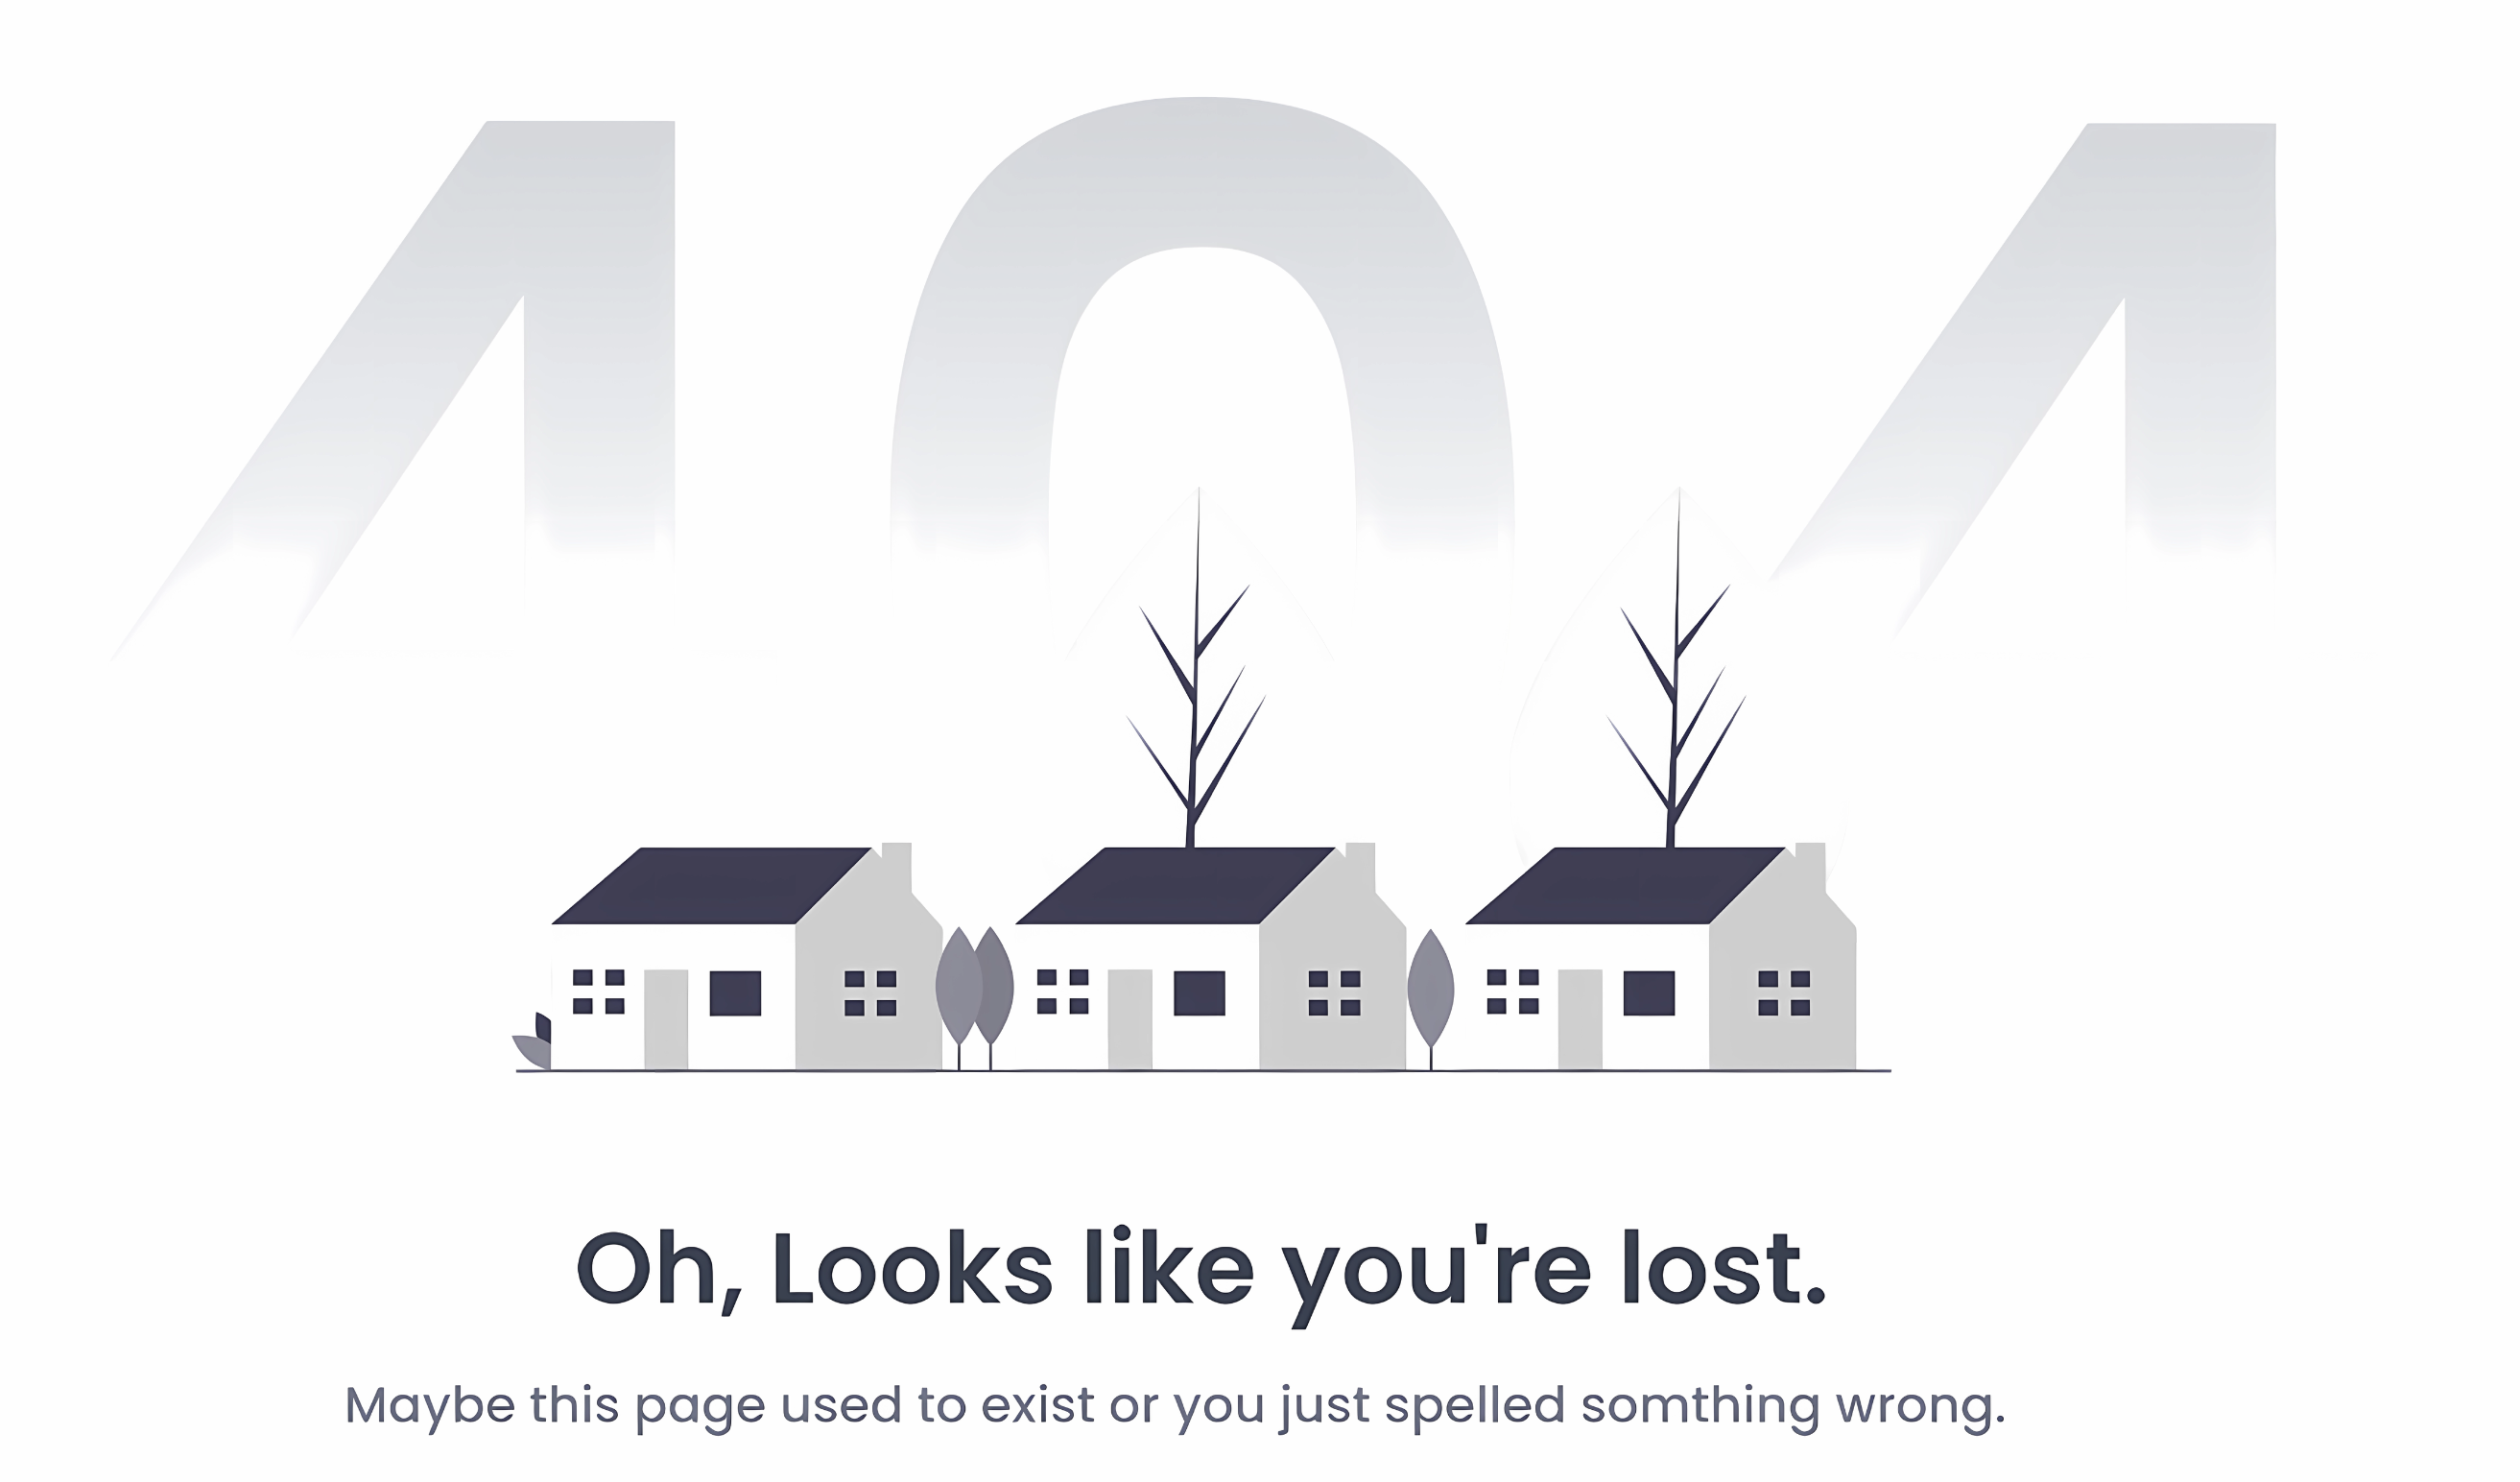 404
Oh, Looks like you're lost.
Maybe this page used to exist or you just spelled somthing wrong.